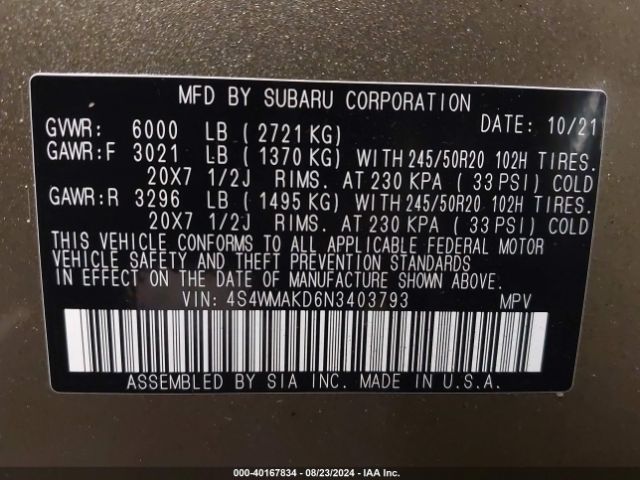 MFD BY SUBARU CORPORATION
GVWR: 6000 LB ( 2721 KG) DATE: 10/21
GAWR:F 3021 LB ( 1370 KG) WITH 245/50R20 102H TIRES.
20X7 1/2J RIMS. AT 230 KPA ( 33 PSI) COLD
GAWR:R 3296 LB ( 1495 KG) WITH 245/50R20 102H TIRES.
20X7 1/2J RIMS. AT 230 KPA ( 33 PSI) COLD
THIS VEHICLE CONFORMS TO ALL APPLICABLE FEDERAL MOTOR
VEHICLE SAFETY AND THEFT PREVENTION STANDARDS
IN EFFECT ON THE DATE OF MANUFACTURE SHOWN ABOVE.
VIN: 4S4WMAKD6N3403793 MPV
ASSEMBLED BY SIA INC. MADE IN U.S.A.
000-40167834 - 08/23/2024 - IAA Inc.